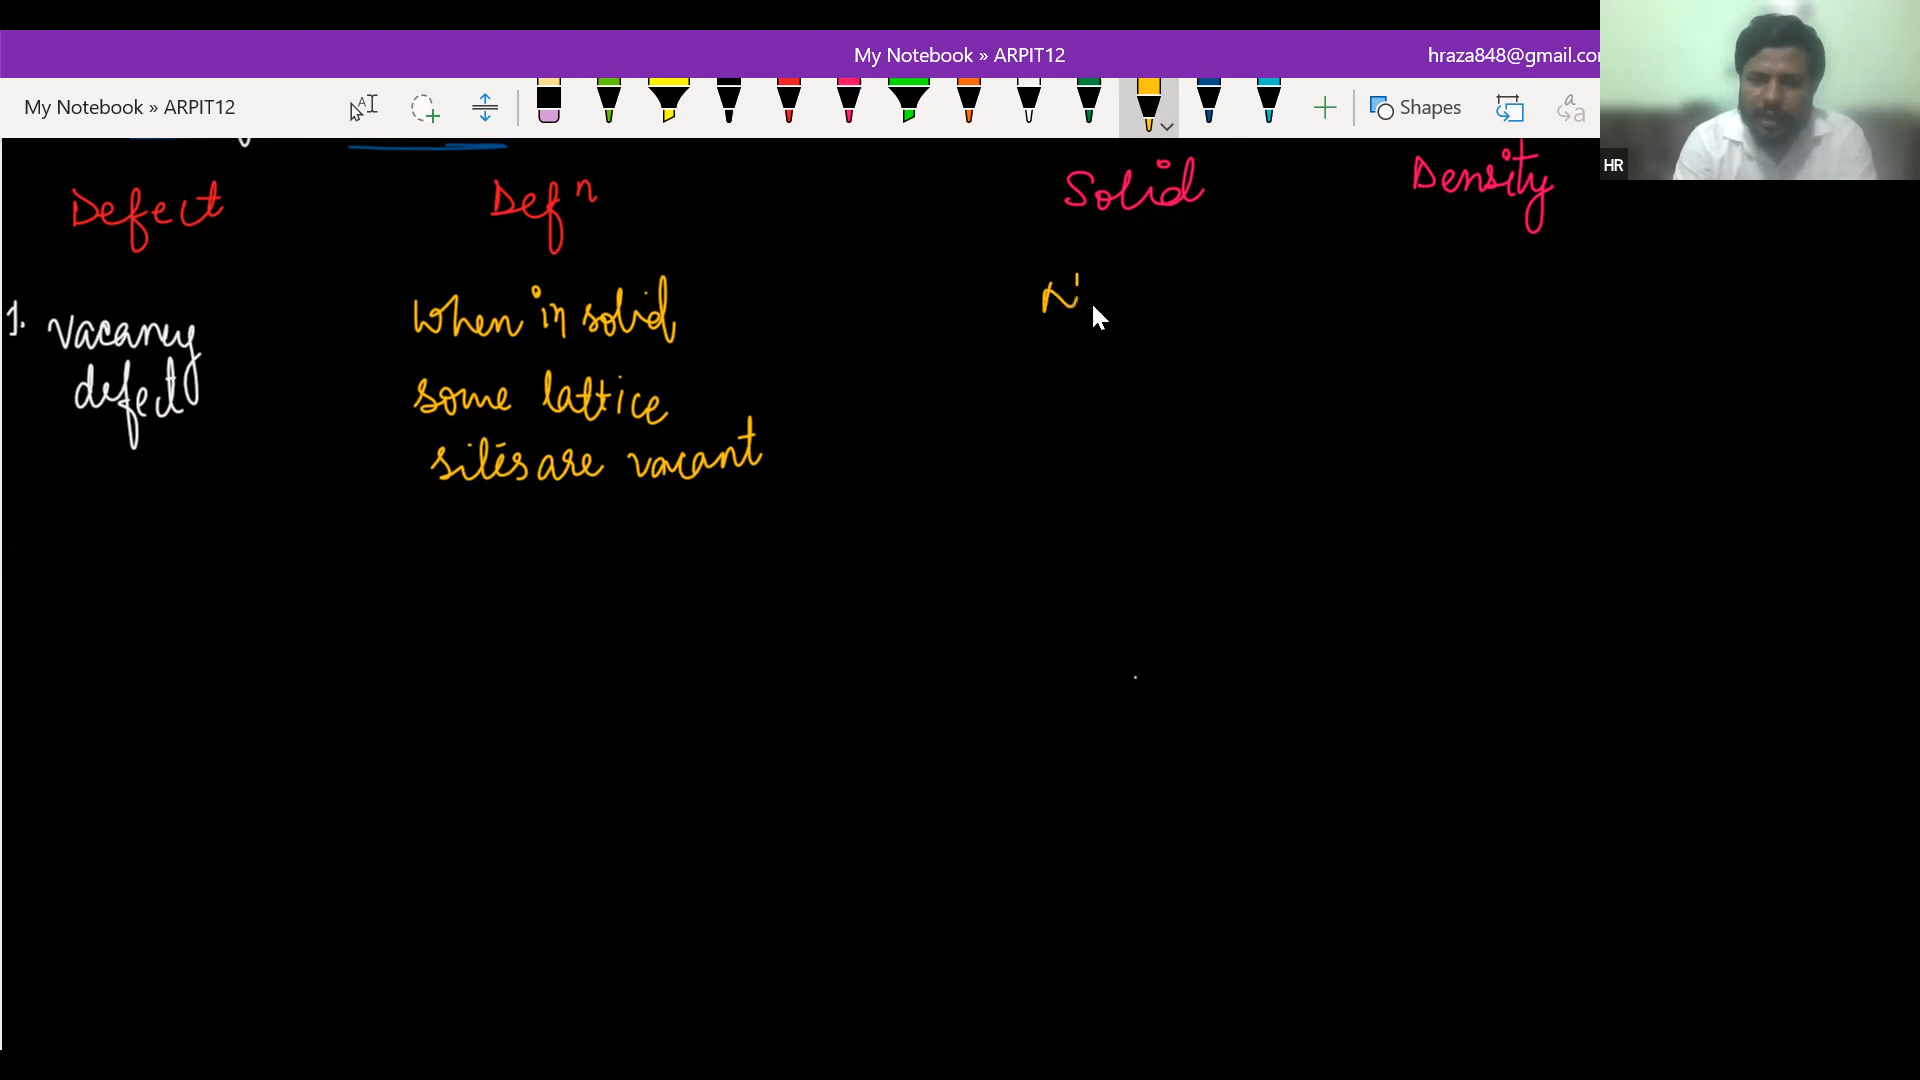 My Notebook » ARPIT12
hraza848@gmail.co
My Notebook » ARPIT12
Shapes
HR
Defect Defⁿ Solid Density
1. vacancy
defect
When in solid
some lattice
sites are vacant